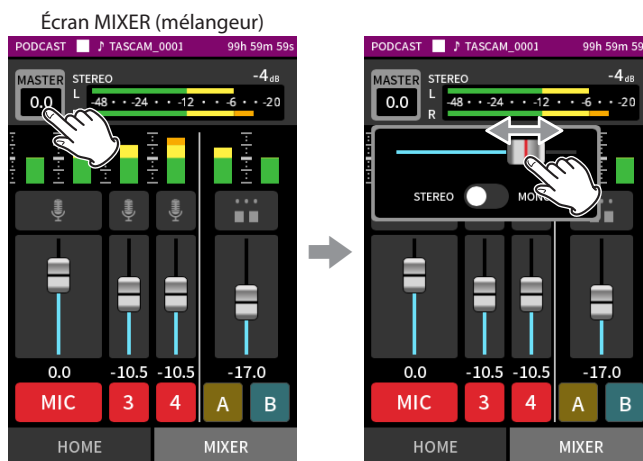 Écran MIXER (mélangeur)
PODCAST ♪ TASCAM_0001 99h 59m 59s
MASTER STEREO -4dB
0.0 L -48 · · -24 · · -12 · · -6 · · -20
0.0
-10.5
-10.5
-17.0
MIC 3 4 A B
HOME MIXER
PODCAST ♪ TASCAM_0001 99h 59m 59
MASTER STEREO -4dB
0.0 L -48 · · -24 · · -12 · · -6 · · -20
R
STEREO
0.0
-10.5
-10.5
-17.0
MIC 3 4 A B
HOME MIXER